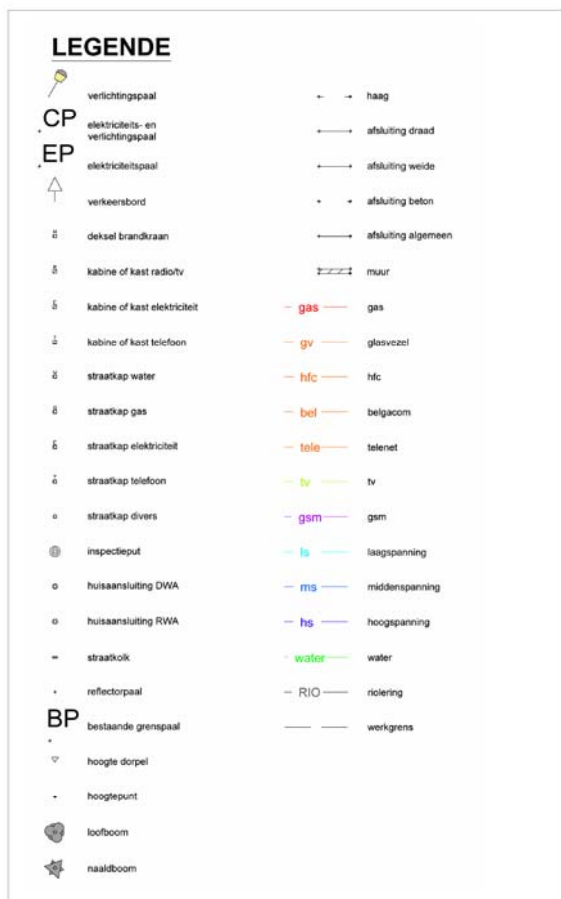 LEGENDE
verlichtingspaal
CP
elektriciteits- en
verlichtingspaal
EP
elektriciteitspaal
verkeersbord
deksel brandkraan
kabine of kast radio/tv
kabine of kast elektriciteit
kabine of kast telefoon
straatkap water
straatkap gas
straatkap elektriciteit
straatkap telefoon
straatkap divers
inspectieput
huisaansluiting DWA
huisaansluiting RWA
straatkolk
reflectorpaal
BP
bestaande grenspaal
hoogte dorpel
hoogtepunt
loofboom
naaldboom
haag
afsluiting draad
afsluiting weide
afsluiting beton
afsluiting algemeen
muur
gas gas
gv glasvezel
hfc hfc
bel belgacom
tele telenet
tv tv
gsm gsm
ls laagspanning
ms middenspanning
hs hoogspanning
water water
RIO riolering
werkgrens